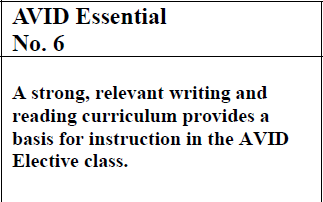 AVID Essential
No. 6
A strong, relevant writing and
reading curriculum provides a
basis for instruction in the AVID
Elective class.